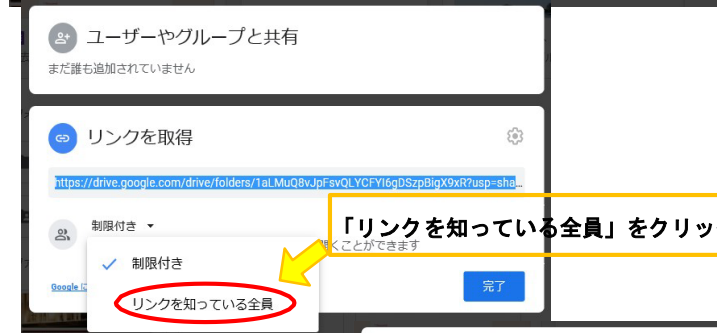 ユーザーやグループと共有
まだ誰も追加されていません
リンクを取得
https://drive.google.com/drive/folders/1aLMuQ8vJpFsvQLYCFYI6gDSzpBigX9xR?usp=sha...
制限付き
「リンクを知っている全員」をクリッ
開くことができます
制限付き
Google に
完了
リンクを知っている全員